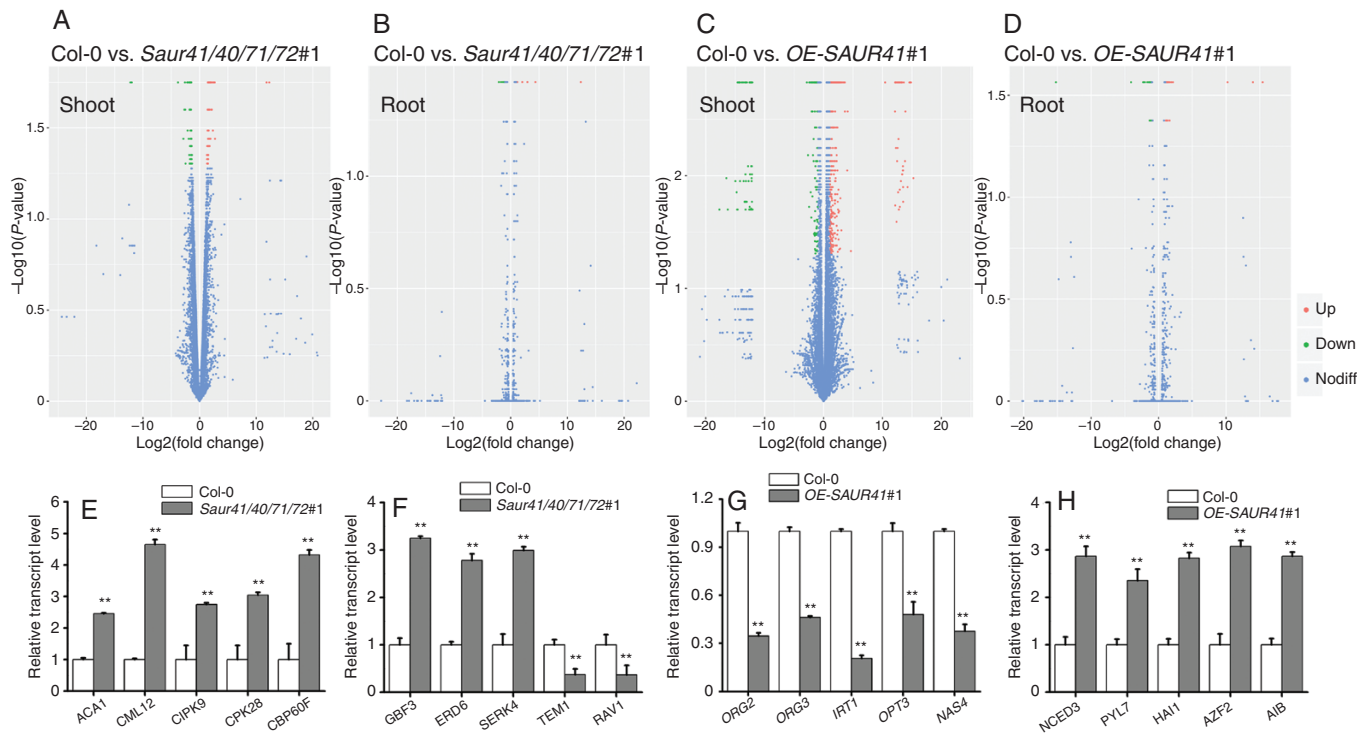 A
Col-0 vs. Saur41/40/71/72#1
Shoot
−Log10(P-value)
1.5
1.0
0.5
0
−20
−10
0
10
20
Log2(fold change)
B
Col-0 vs. Saur41/40/71/72#1
Root
−Log10(P-value)
1.0
0.5
0
−20
−10
0
10
20
Log2(fold change)
C
Col-0 vs. OE-SAUR41#1
Shoot
−Log10(P-value)
2
1
0
−20
−10
0
10
20
Log2(fold change)
D
Col-0 vs. OE-SAUR41#1
Root
−Log10(P-value)
1.5
1.0
0.5
0
−20
−10
0
10
Log2(fold change)
Up
Down
Nodiff
E
Col-0
Saur41/40/71/72#1
Relative transcript level
6
5
4
3
2
1
0
**
**
**
**
**
ACA1
CML12
CIPK9
CPK28
CBP60F
F
Col-0
Saur41/40/71/72#1
Relative transcript level
4
3
2
1
0
**
**
**
**
**
GBF3
ERD6
SERK4
TEM1
RAV1
G
Col-0
OE-SAUR41#1
Relative transcript level
1.2
0.9
0.6
0.3
0
**
**
**
**
**
ORG2
ORG3
IRT1
OPT3
NAS4
H
Col-0
OE-SAUR41#1
Relative transcript level
4
3
2
1
0
**
**
**
**
**
NCED3
PYL7
HAI1
AZF2
AIB